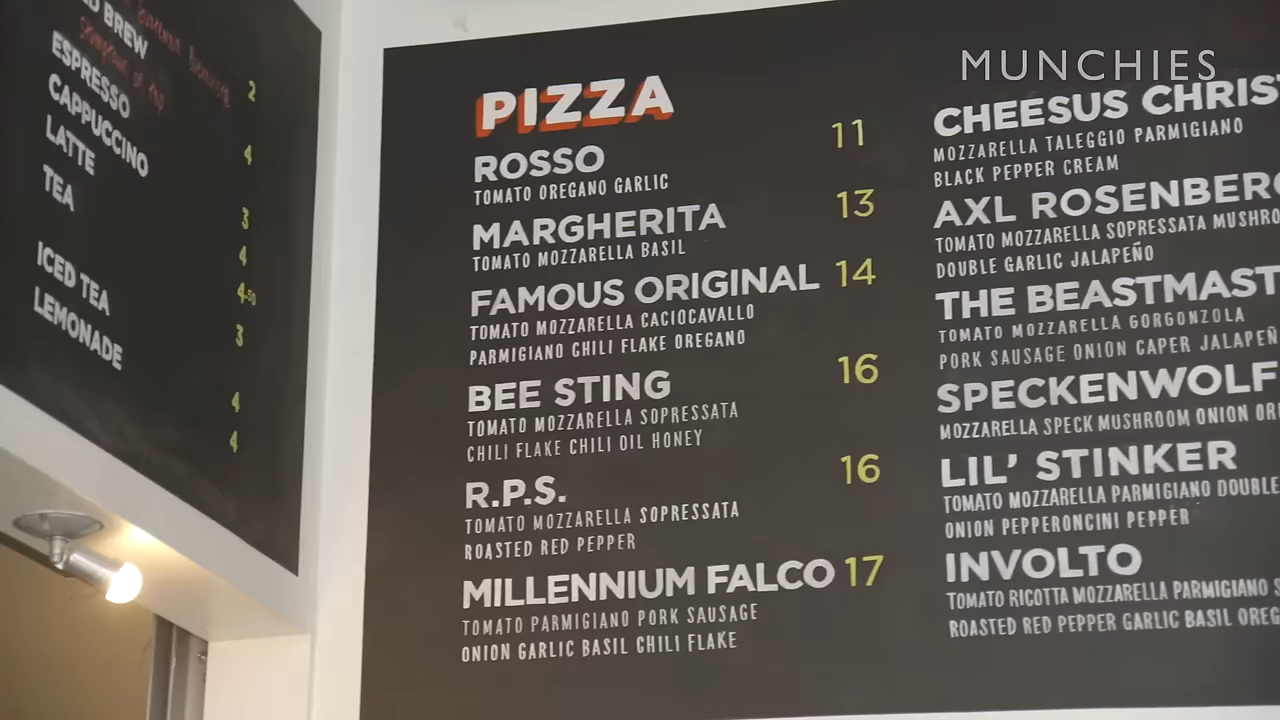 BREW
ESPRESSO
CAPPUCCINO
LATTE
TEA
ICED TEA
LEMONADE
2
4
3
4
4.50
3
4
4
PIZZA
ROSSO 11
TOMATO OREGANO GARLIC
MARGHERITA 13
TOMATO MOZZARELLA BASIL
FAMOUS ORIGINAL 14
TOMATO MOZZARELLA CACIOCAVALLO
PARMIGIANO CHILI FLAKE OREGANO
BEE STING 16
TOMATO MOZZARELLA SOPRESSATA
CHILI FLAKE CHILI OIL HONEY
R.P.S. 16
TOMATO MOZZARELLA SOPRESSATA
ROASTED RED PEPPER
MILLENNIUM FALCO 17
TOMATO PARMIGIANO PORK SAUSAGE
ONION GARLIC BASIL CHILI FLAKE
MUNCHIES
CHEESUS CHRIST
MOZZARELLA TALEGGIO PARMIGIANO
BLACK PEPPER CREAM
AXL ROSENBERG
TOMATO MOZZARELLA SOPRESSATA MUSHRO
DOUBLE GARLIC JALAPEÑO
THE BEASTMAST
TOMATO MOZZARELLA GORGONZOLA
PORK SAUSAGE ONION CAPER JALAPEÑ
SPECKENWOLF
MOZZARELLA SPECK MUSHROOM ONION OR
LIL' STINKER
TOMATO MOZZARELLA PARMIGIANO DOUBLE
ONION PEPPERONCINI PEPPER
INVOLTO
TOMATO RICOTTA MOZZARELLA PARMIGIANO S
ROASTED RED PEPPER GARLIC BASIL OREG